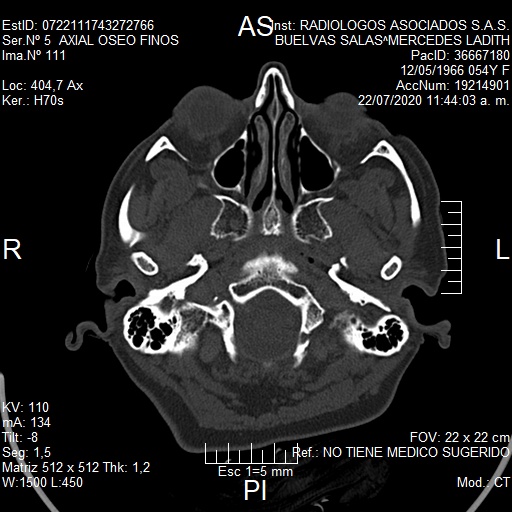 EstID: 0722111743272766
Ser.Nº 5 AXIAL OSEO FINOS
Ima.Nº 111
Loc: 404,7 Ax
Ker.: H70s
AS
Inst: RADIOLOGOS ASOCIADOS S.A.S.
BUELVAS SALAS^MERCEDES LADITH
PacID: 36667180
12/05/1966 054Y F
AccNum: 19214901
22/07/2020 11:44:03 a. m.
R
L
KV: 110
mA: 134
Tilt: -8
Seg: 1,5
Matriz 512 x 512 Thk: 1,2
W:1500 L:450
Esc 1=5 mm
PI
FOV: 22 x 22 cm
Ref.: NO TIENE MEDICO SUGERIDO
Mod.: CT